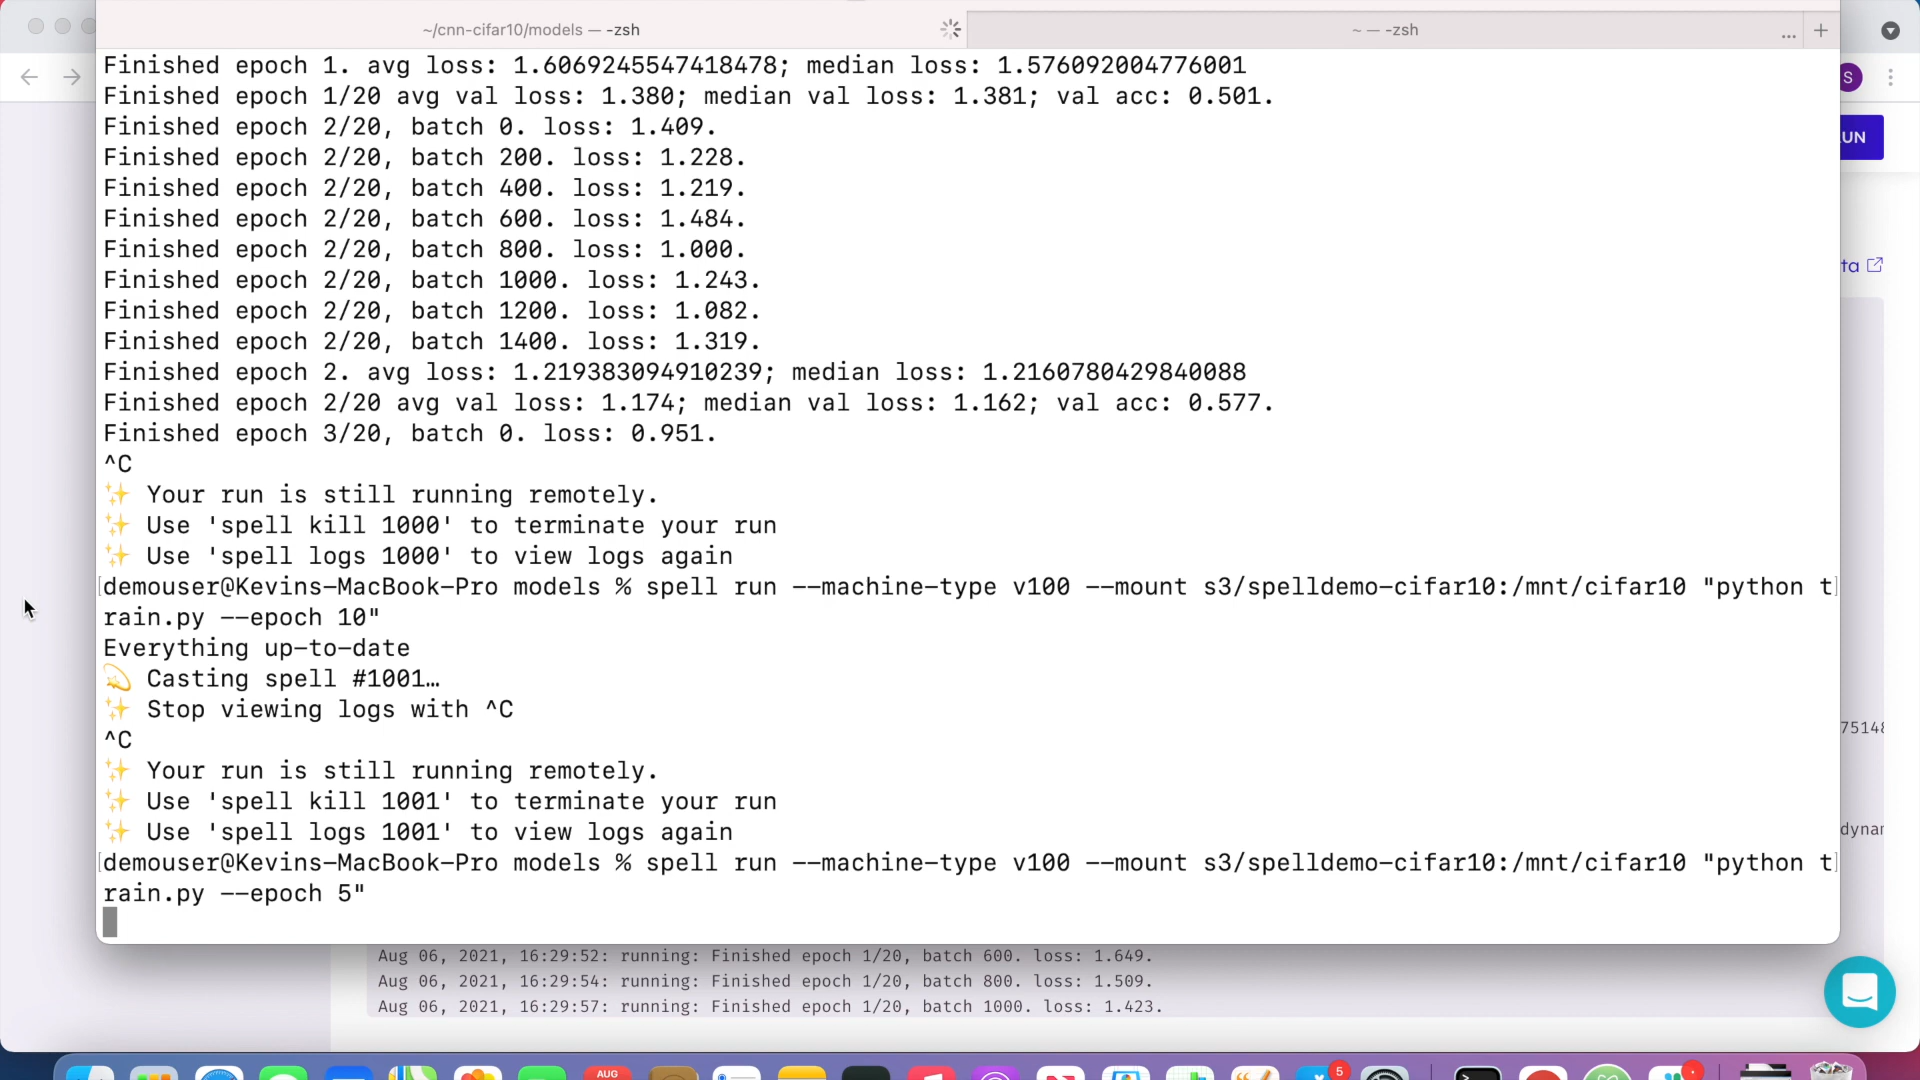 ~/cnn-cifar10/models — -zsh
~ — -zsh
... +
Finished epoch 1. avg loss: 1.6069245547418478; median loss: 1.576092004776001
Finished epoch 1/20 avg val loss: 1.380; median val loss: 1.381; val acc: 0.501.
S
Finished epoch 2/20, batch 0. loss: 1.409.
UN
Finished epoch 2/20, batch 200. loss: 1.228.
Finished epoch 2/20, batch 400. loss: 1.219.
Finished epoch 2/20, batch 600. loss: 1.484.
Finished epoch 2/20, batch 800. loss: 1.000.
ta
Finished epoch 2/20, batch 1000. loss: 1.243.
Finished epoch 2/20, batch 1200. loss: 1.082.
Finished epoch 2/20, batch 1400. loss: 1.319.
Finished epoch 2. avg loss: 1.219383094910239; median loss: 1.2160780429840088
Finished epoch 2/20 avg val loss: 1.174; median val loss: 1.162; val acc: 0.577.
Finished epoch 3/20, batch 0. loss: 0.951.
^C
✨ Your run is still running remotely.
✨ Use 'spell kill 1000' to terminate your run
✨ Use 'spell logs 1000' to view logs again
[demouser@Kevins-MacBook-Pro models % spell run --machine-type v100 --mount s3/spelldemo-cifar10:/mnt/cifar10 "python t]
rain.py --epoch 10"
Everything up-to-date
💫 Casting spell #1001…
✨ Stop viewing logs with ^C
75148
^C
✨ Your run is still running remotely.
✨ Use 'spell kill 1001' to terminate your run
✨ Use 'spell logs 1001' to view logs again
dynar
[demouser@Kevins-MacBook-Pro models % spell run --machine-type v100 --mount s3/spelldemo-cifar10:/mnt/cifar10 "python t]
rain.py --epoch 5"
Aug 06, 2021, 16:29:52: running: Finished epoch 1/20, batch 600. loss: 1.649.
Aug 06, 2021, 16:29:54: running: Finished epoch 1/20, batch 800. loss: 1.509.
Aug 06, 2021, 16:29:57: running: Finished epoch 1/20, batch 1000. loss: 1.423.
AUG
5